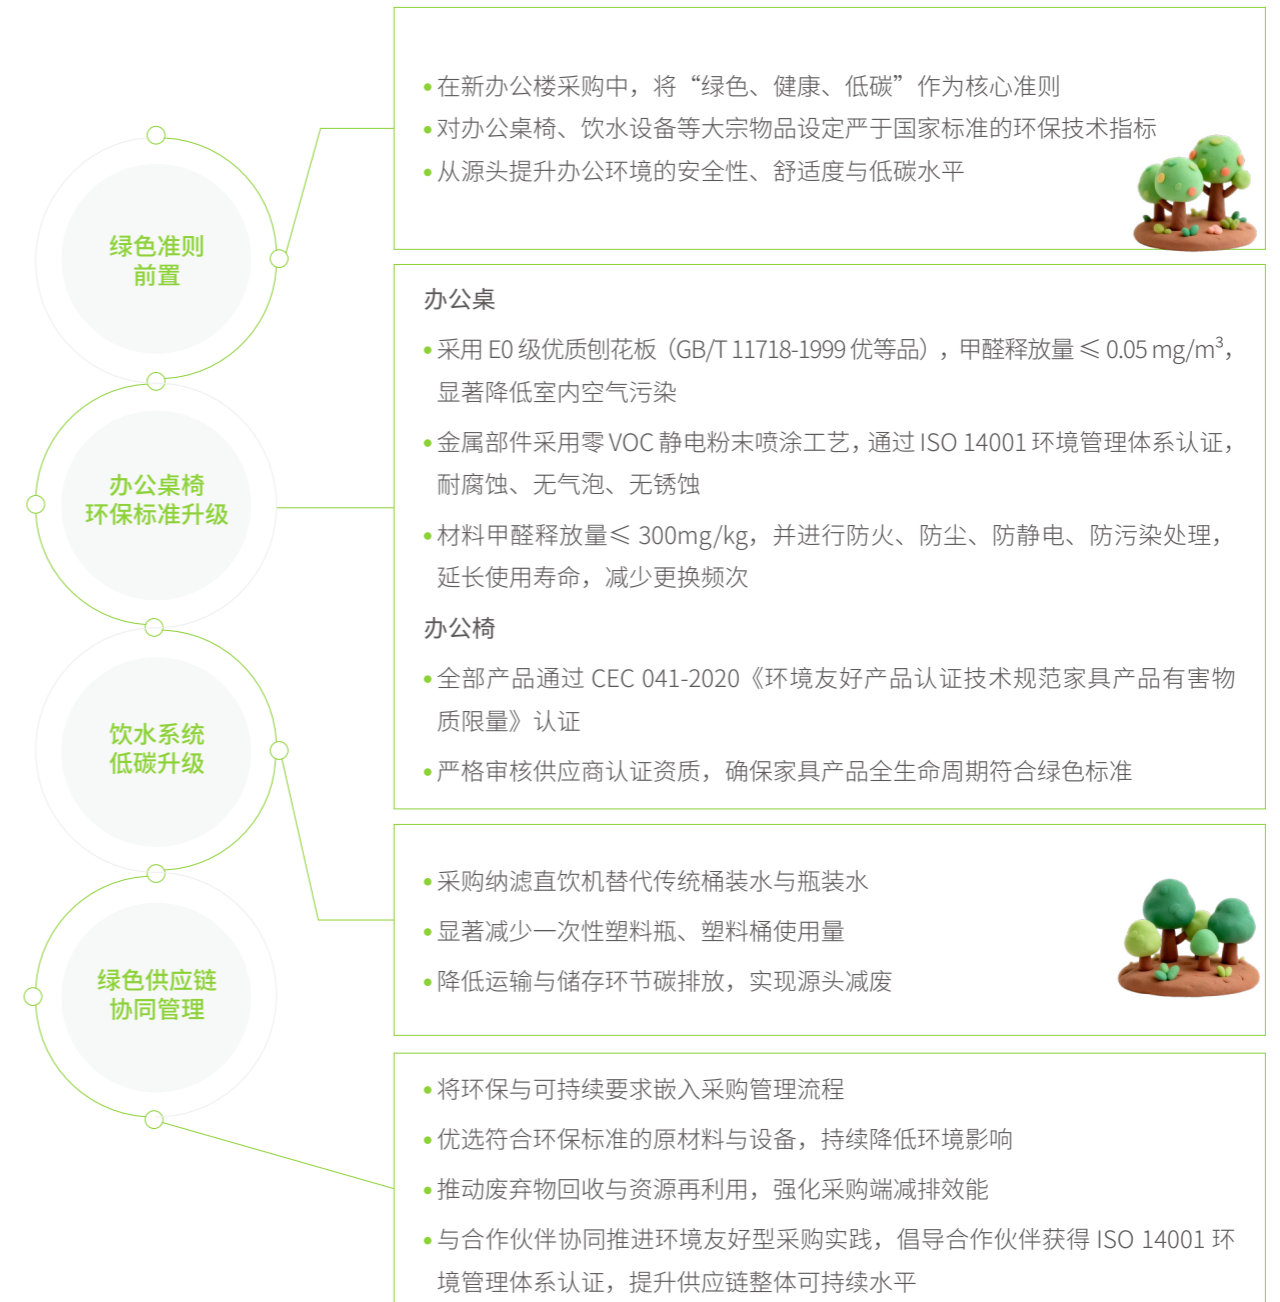 绿色准则
前置
• 在新办公楼采购中，将“绿色、健康、低碳”作为核心准则
• 对办公桌椅、饮水设备等大宗物品设定严于国家标准的环保技术指标
• 从源头提升办公环境的安全性、舒适度与低碳水平
办公桌椅
环保标准升级
办公桌
• 采用 E0 级优质刨花板（GB/T 11718-1999 优等品），甲醛释放量 ≤ 0.05 mg/m³，
显著降低室内空气污染
• 金属部件采用零 VOC 静电粉末喷涂工艺，通过 ISO 14001 环境管理体系认证，
耐腐蚀、无气泡、无锈蚀
• 材料甲醛释放量≤ 300mg/kg，并进行防火、防尘、防静电、防污染处理，
延长使用寿命，减少更换频次
办公椅
• 全部产品通过 CEC 041-2020《环境友好产品认证技术规范家具产品有害物
质限量》认证
• 严格审核供应商认证资质，确保家具产品全生命周期符合绿色标准
饮水系统
低碳升级
• 采购纳滤直饮机替代传统桶装水与瓶装水
• 显著减少一次性塑料瓶、塑料桶使用量
• 降低运输与储存环节碳排放，实现源头减废
绿色供应链
协同管理
• 将环保与可持续要求嵌入采购管理流程
• 优选符合环保标准的原材料与设备，持续降低环境影响
• 推动废弃物回收与资源再利用，强化采购端减排效能
• 与合作伙伴协同推进环境友好型采购实践，倡导合作伙伴获得 ISO 14001 环
境管理体系认证，提升供应链整体可持续水平